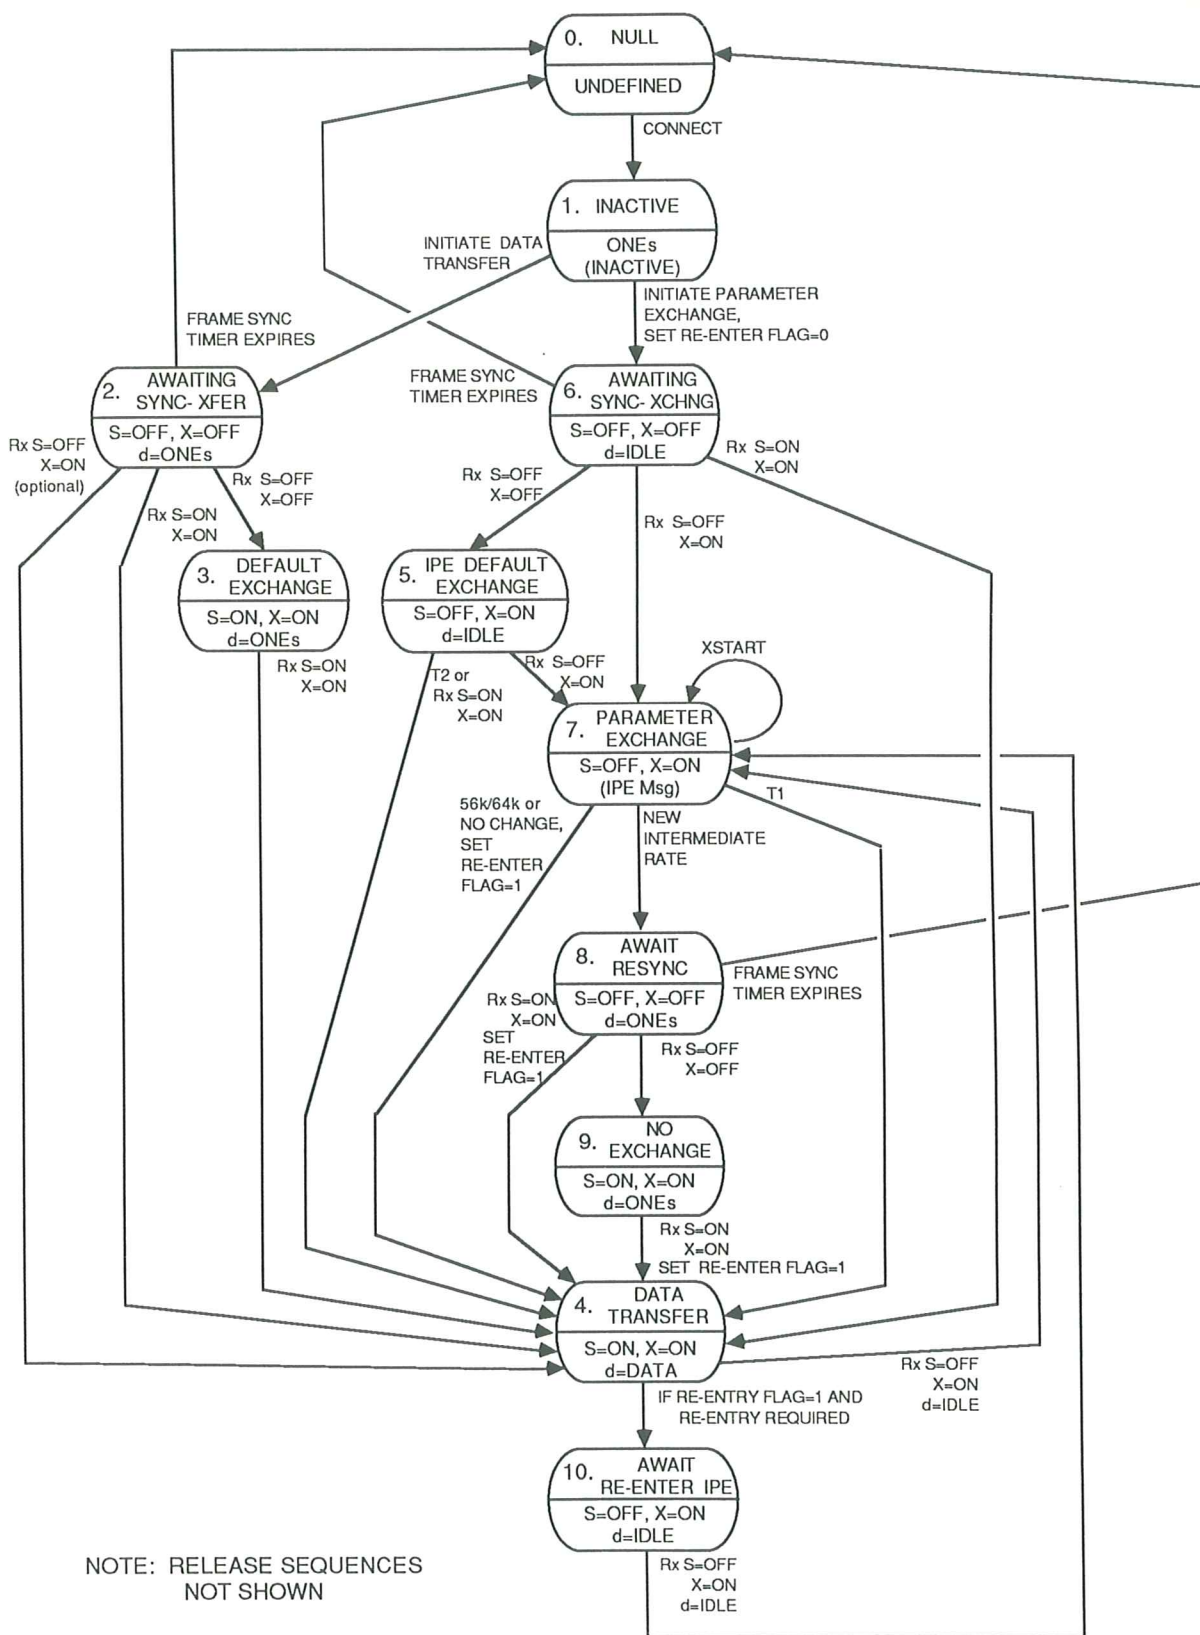 0. NULL
UNDEFINED
CONNECT
1. INACTIVE
ONEs
(INACTIVE)
INITIATE DATA
TRANSFER
INITIATE PARAMETER
EXCHANGE,
SET RE-ENTER FLAG=0
FRAME SYNC
TIMER EXPIRES
FRAME SYNC
TIMER EXPIRES
2. AWAITING
SYNC- XFER
S=OFF, X=OFF
d=ONEs
6. AWAITING
SYNC- XCHNG
S=OFF, X=OFF
d=IDLE
Rx S=OFF
X=ON
(optional)
Rx S=ON
X=ON
Rx S=OFF
X=OFF
Rx S=OFF
X=OFF
Rx S=OFF
X=ON
Rx S=ON
X=ON
3. DEFAULT
EXCHANGE
S=ON, X=ON
d=ONEs
Rx S=ON
X=ON
5. IPE DEFAULT
EXCHANGE
S=OFF, X=ON
d=IDLE
T2 or
Rx S=ON
X=ON
Rx S=OFF
X=ON
XSTART
7. PARAMETER
EXCHANGE
S=OFF, X=ON
(IPE Msg)
T1
56k/64k or
NO CHANGE,
SET
RE-ENTER
FLAG=1
NEW
INTERMEDIATE
RATE
8. AWAIT
RESYNC
S=OFF, X=OFF
d=ONEs
FRAME SYNC
TIMER EXPIRES
Rx S=ON
X=ON
SET
RE-ENTER
FLAG=1
Rx S=OFF
X=OFF
9. NO
EXCHANGE
S=ON, X=ON
d=ONEs
Rx S=ON
X=ON
SET RE-ENTER FLAG=1
4. DATA
TRANSFER
S=ON, X=ON
d=DATA
Rx S=OFF
X=ON
d=IDLE
IF RE-ENTRY FLAG=1 AND
RE-ENTRY REQUIRED
10. AWAIT
RE-ENTER IPE
S=OFF, X=ON
d=IDLE
Rx S=OFF
X=ON
d=IDLE
NOTE: RELEASE SEQUENCES
NOT SHOWN